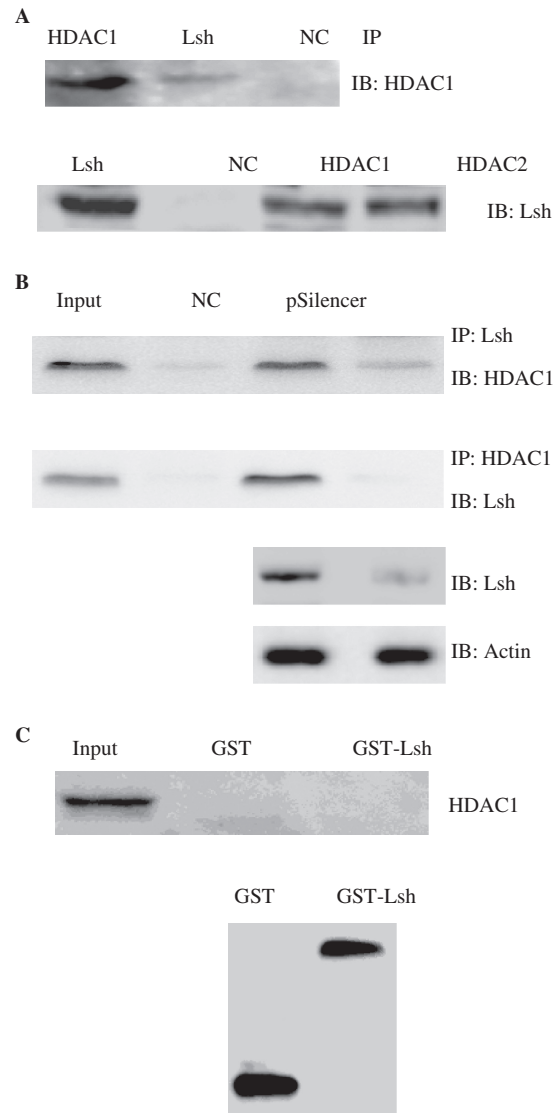 A
HDAC1 Lsh NC IP
IB: HDAC1
Lsh NC HDAC1 HDAC2
IB: Lsh
B
Input NC pSilencer
IP: Lsh
IB: HDAC1
IP: HDAC1
IB: Lsh
IB: Lsh
IB: Actin
C
Input GST GST-Lsh
HDAC1
GST GST-Lsh